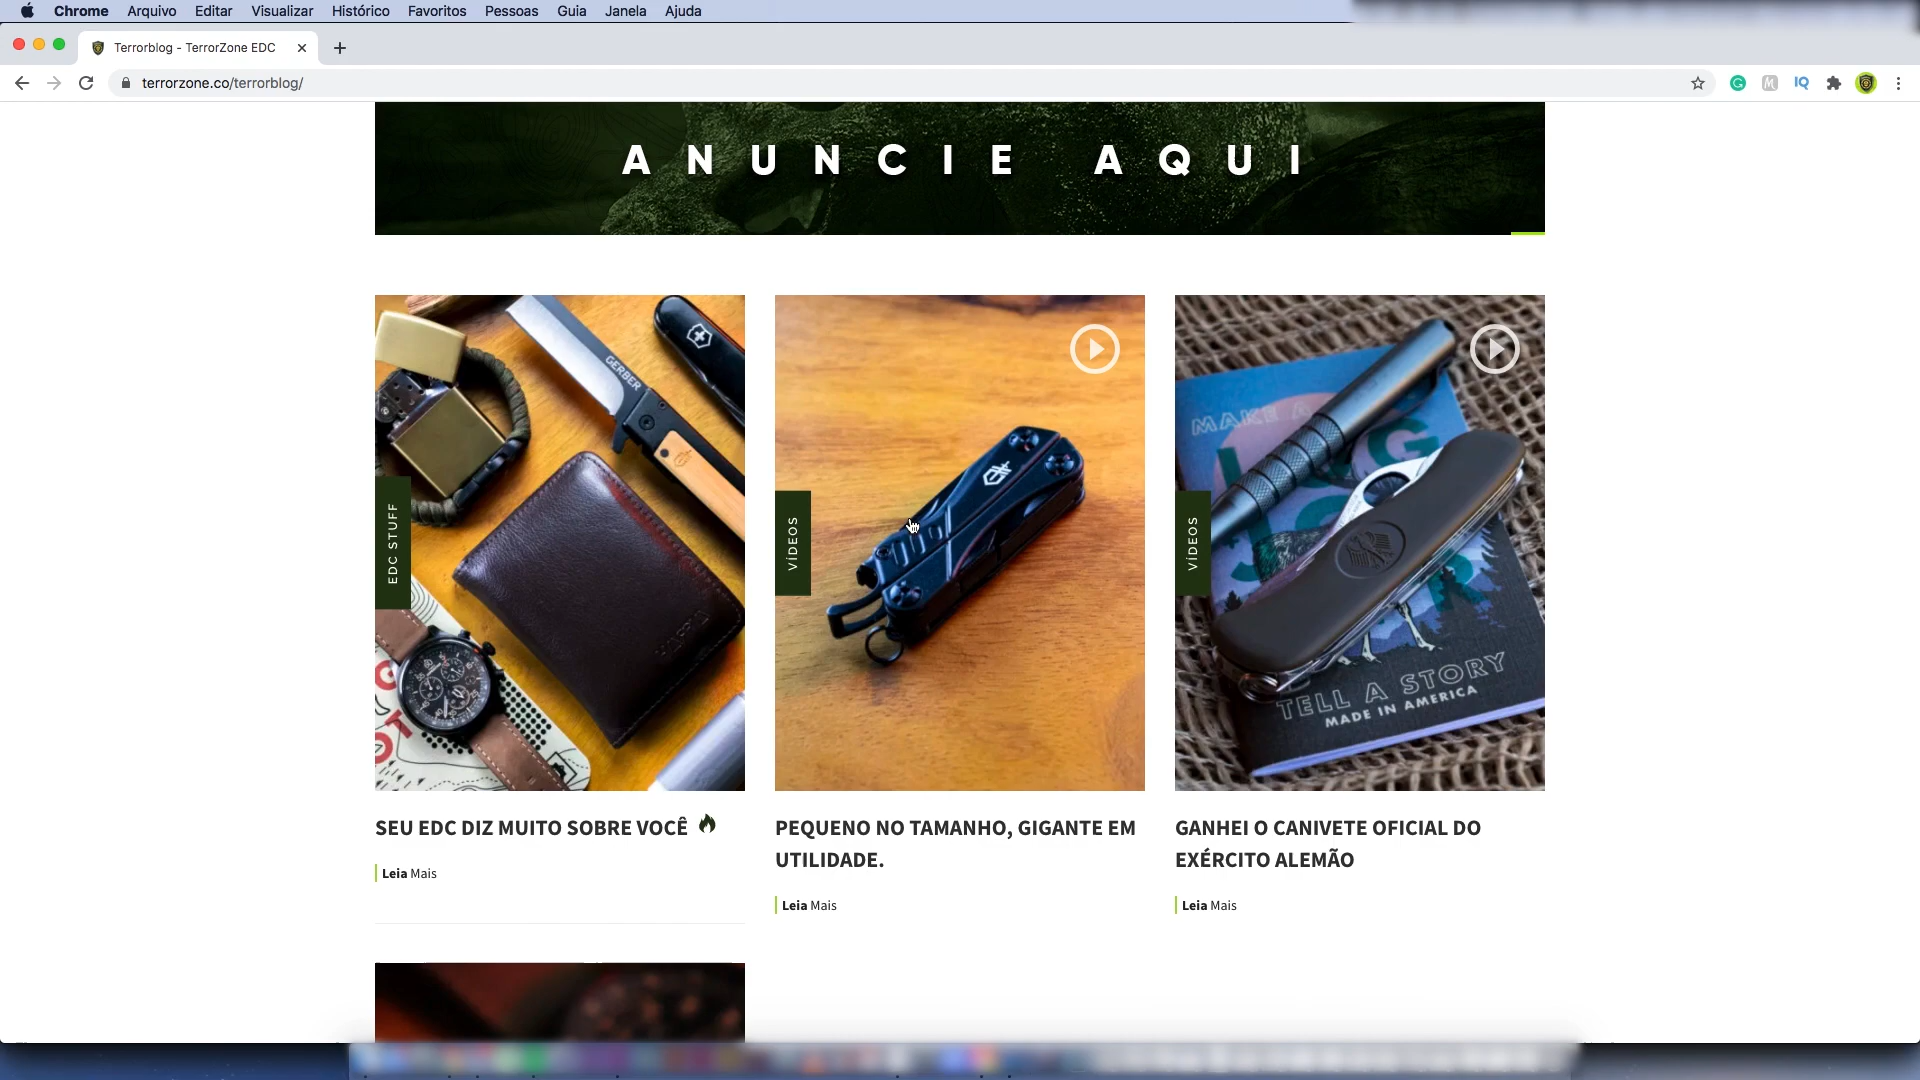 Chrome Arquivo Editar Visualizar Histórico Favoritos Pessoas Guia Janela Ajuda
Terrorblog - TerrorZone EDC
terrorzone.co/terrorblog/
ANUNCIE AQUI
GERBER
EDC STUFF
VÍDEOS
MAKE A
TELL A STORY
MADE IN AMERICA
VÍDEOS
SEU EDC DIZ MUITO SOBRE VOCÊ
Leia Mais
PEQUENO NO TAMANHO, GIGANTE EM
UTILIDADE.
Leia Mais
GANHEI O CANIVETE OFICIAL DO
EXÉRCITO ALEMÃO
Leia Mais